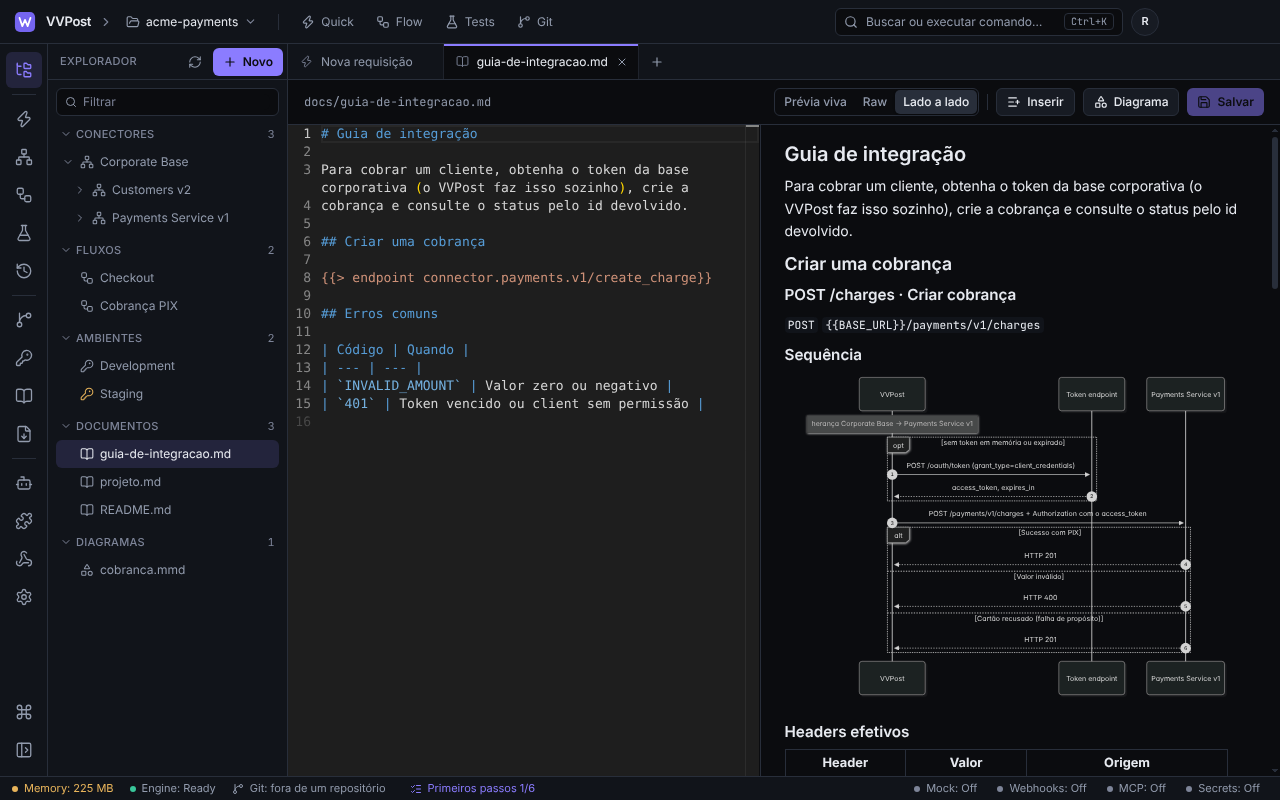 VVPost
acme-payments
Quick
Flow
Tests
Git
Buscar ou executar comando…
Ctrl+K
R
EXPLORADOR
Novo
Nova requisição
guia-de-integracao.md
Filtrar
docs/guia-de-integracao.md
Prévia viva
Raw
Lado a lado
Inserir
Diagrama
Salvar
CONECTORES 3
Corporate Base
Customers v2
Payments Service v1
FLUXOS 2
Checkout
Cobrança PIX
AMBIENTES 2
Development
Staging
DOCUMENTOS 3
guia-de-integracao.md
projeto.md
README.md
DIAGRAMAS 1
cobranca.mmd
1 # Guia de integração
2
3 Para cobrar um cliente, obtenha o token da base
corporativa (o VVPost faz isso sozinho), crie a
4 cobrança e consulte o status pelo id devolvido.
5
6 ## Criar uma cobrança
7
8 {{> endpoint connector.payments.v1/create_charge}}
9
10 ## Erros comuns
11
12 | Código | Quando |
13 | --- | --- |
14 | `INVALID_AMOUNT` | Valor zero ou negativo |
15 | `401` | Token vencido ou client sem permissão |
16
Guia de integração
Para cobrar um cliente, obtenha o token da base corporativa (o
VVPost faz isso sozinho), crie a cobrança e consulte o status pelo id
devolvido.
Criar uma cobrança
POST /charges · Criar cobrança
POST {{BASE_URL}}/payments/v1/charges
Sequência
VVPost
Token endpoint
Payments Service v1
herança Corporate Base → Payments Service v1
opt
[sem token em memória ou expirado]
POST /oauth/token (grant_type=client_credentials)
1
access_token, expires_in
2
POST /payments/v1/charges + Authorization com o access_token
3
alt
[Sucesso com PIX]
HTTP 201
4
[Valor inválido]
HTTP 400
5
[Cartão recusado (falha de propósito)]
HTTP 201
6
VVPost
Token endpoint
Payments Service v1
Headers efetivos
Header
Valor
Origem
Memory: 225 MB
Engine: Ready
Git: fora de um repositório
Primeiros passos 1/6
Mock: Off
Webhooks: Off
MCP: Off
Secrets: Off